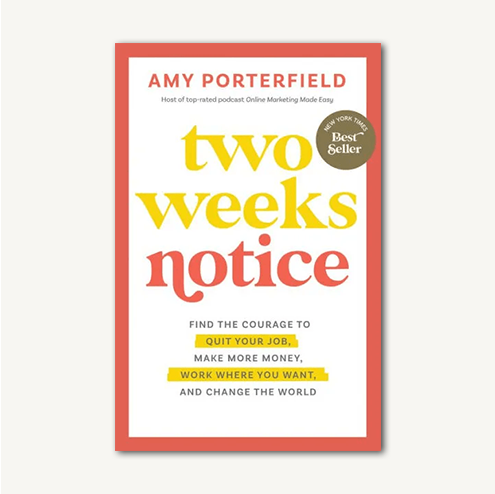 AMY PORTERFIELD
Host of top-rated podcast Online Marketing Made Easy
NEW YORK TIMES
Best
Seller
two
weeks
notice
FIND THE COURAGE TO
QUIT YOUR JOB,
MAKE MORE MONEY,
WORK WHERE YOU WANT,
AND CHANGE THE WORLD